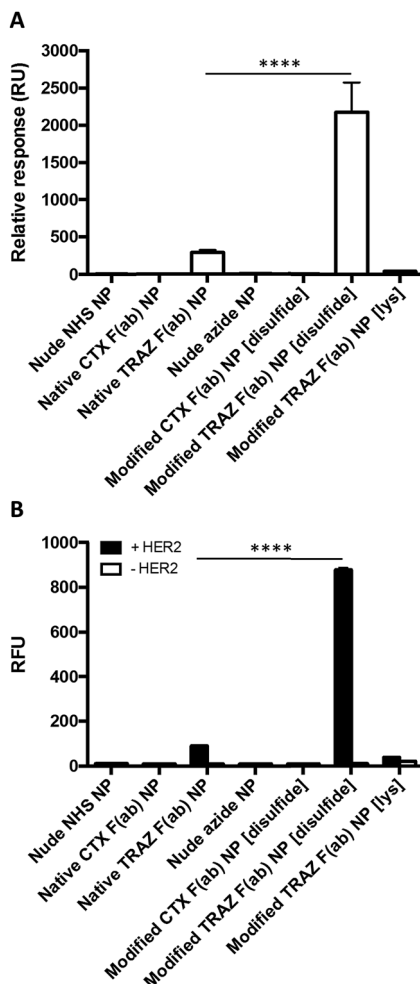 A
Relative response (RU)
3000
2500
2000
1500
1000
500
0
****
Nude NHS NP
Native CTX F(ab) NP
Native TRAZ F(ab) NP
Nude azide NP
Modified CTX F(ab) NP [disulfide]
Modified TRAZ F(ab) NP [disulfide]
Modified TRAZ F(ab) NP [lys]
B
RFU
1000
800
600
400
200
0
+ HER2
- HER2
****
Nude NHS NP
Native CTX F(ab) NP
Native TRAZ F(ab) NP
Nude azide NP
Modified CTX F(ab) NP [disulfide]
Modified TRAZ F(ab) NP [disulfide]
Modified TRAZ F(ab) NP [lys]